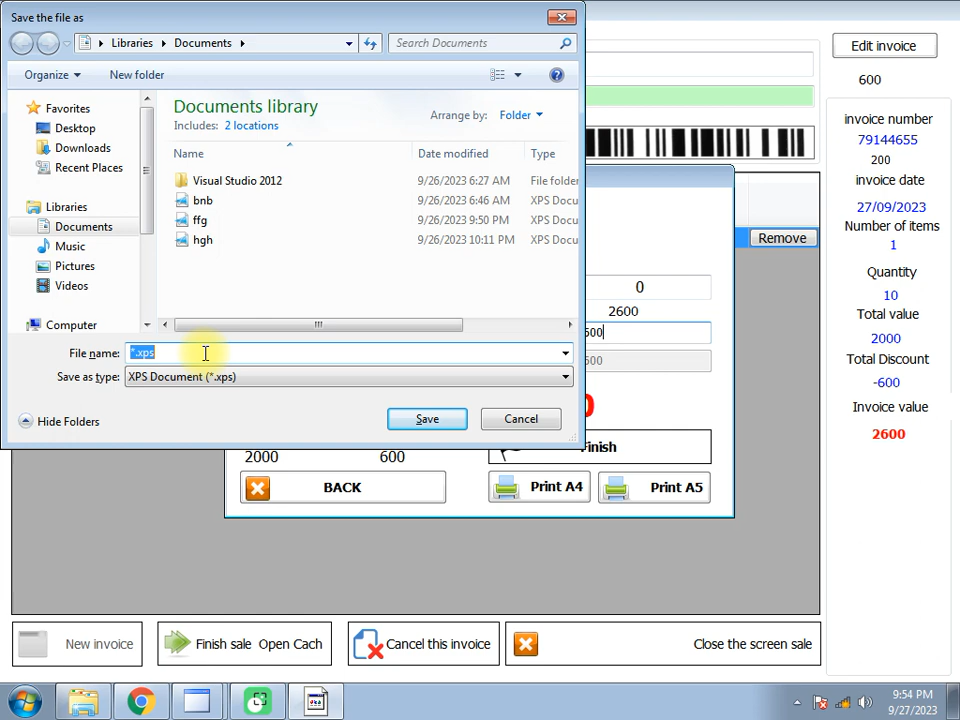 Save the file as
Libraries Documents
Search Documents
Organize New folder
Favorites
Desktop
Downloads
Recent Places
Libraries
Documents
Music
Pictures
Videos
Computer
Documents library
Includes: 2 locations
Arrange by: Folder
Name Date modified Type
Visual Studio 2012 9/26/2023 6:27 AM File folder
bnb 9/26/2023 6:46 AM XPS Docu
ffg 9/26/2023 9:50 PM XPS Docu
hgh 9/26/2023 10:11 PM XPS Docu
File name: *.xps
Save as type: XPS Document (*.xps)
Hide Folders
Save Cancel
Edit invoice
600
invoice number
79144655
200
invoice date
27/09/2023
Number of items
1
Quantity
10
Total value
2000
Total Discount
-600
Invoice value
2600
Remove
0
2600
600
600
0
Finish
2000 600
BACK
Print A4 Print A5
New invoice
Finish sale Open Cach
Cancel this invoice
Close the screen sale
9:54 PM
9/27/2023